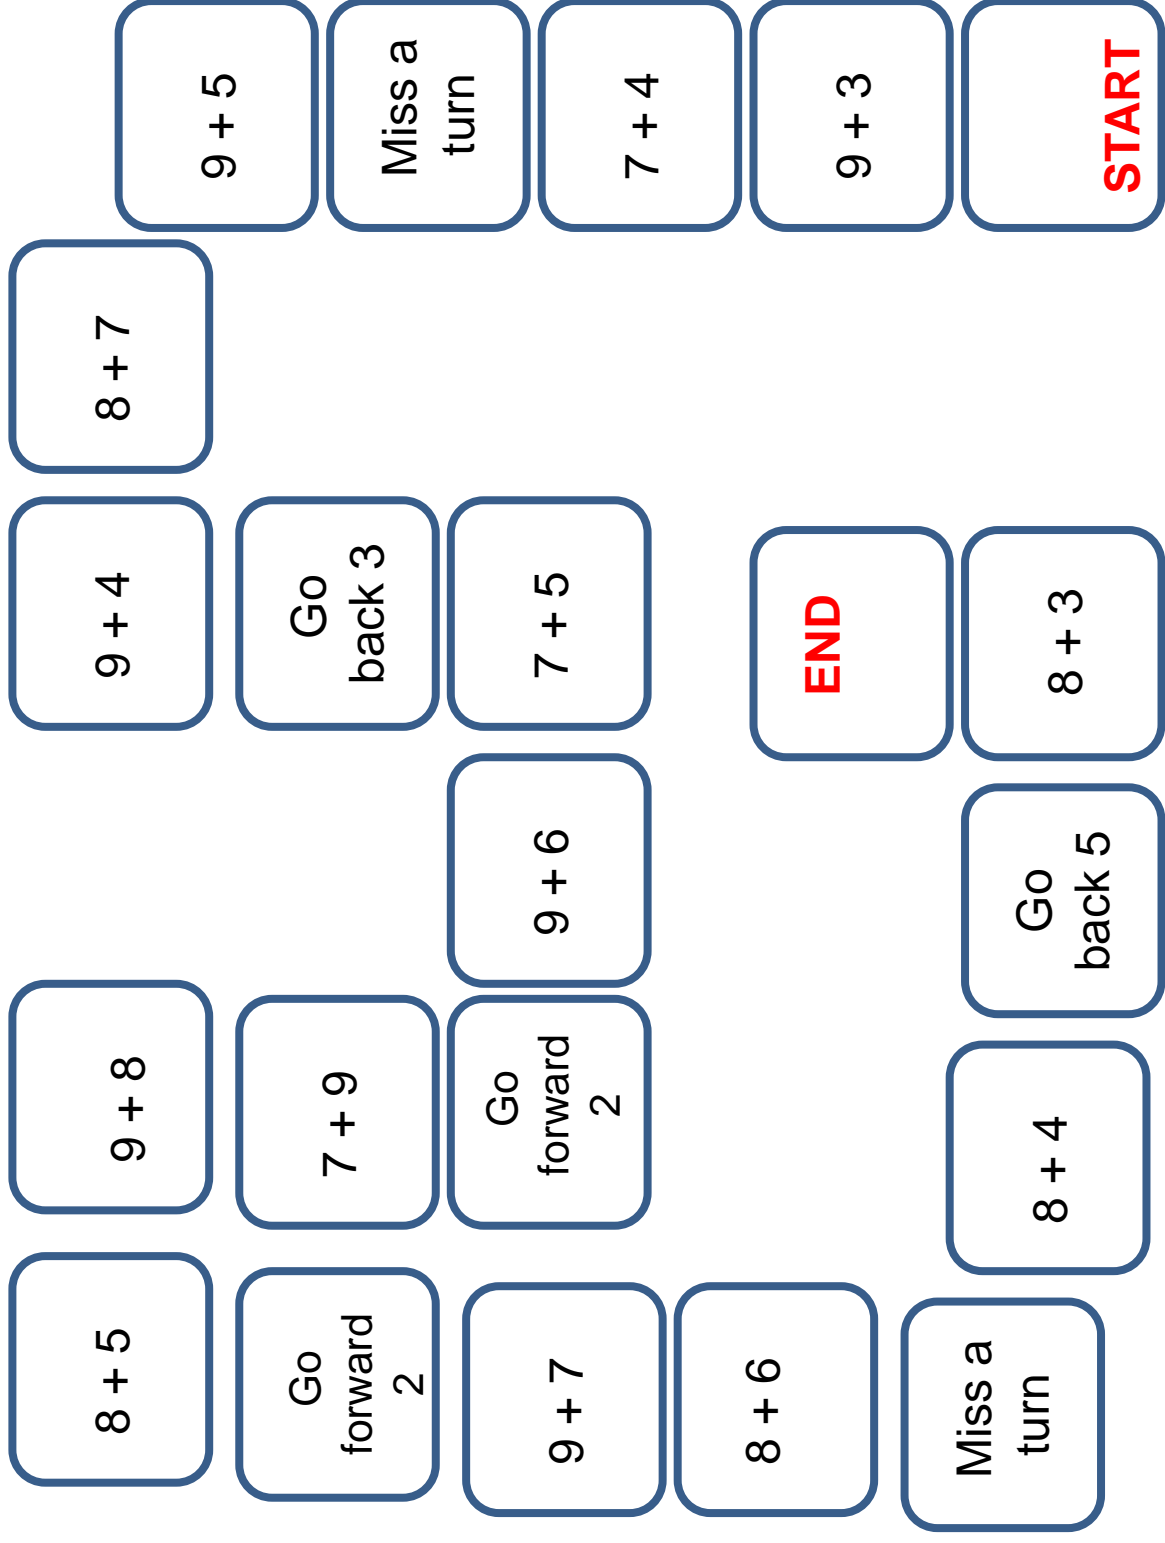 START
9 + 3
7 + 4
Miss a
turn
9 + 5
8 + 7
9 + 4
Go
back 3
7 + 5
9 + 6
Go
forward
2
7 + 9
9 + 8
8 + 5
Go
forward
2
9 + 7
8 + 6
Miss a
turn
8 + 4
Go
back 5
8 + 3
END